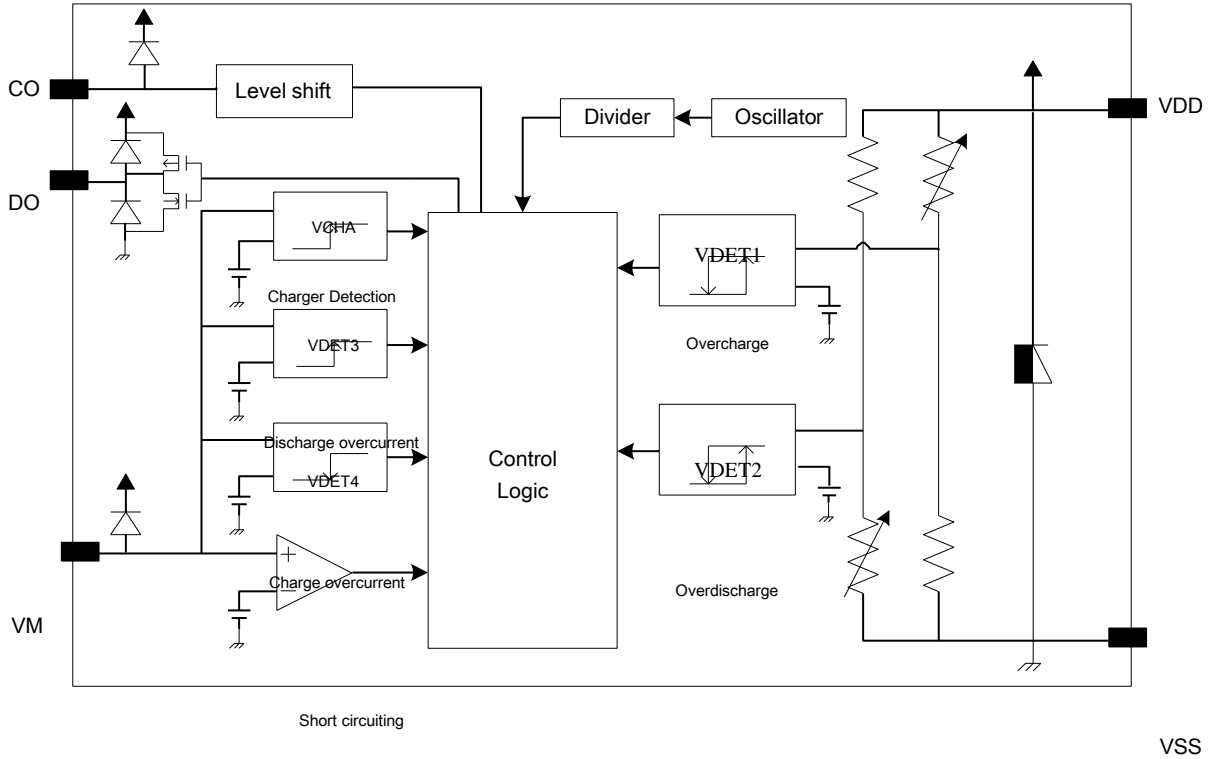 CO
Level shift
Divider
Oscillator
VDD
DO
VCHA
VDET1
Charger Detection
VDET3
Overcharge
Discharge overcurrent
VDET4
Control
Logic
VDET2
+
Charge overcurrent
−
Overdischarge
VM
Short circuiting
VSS